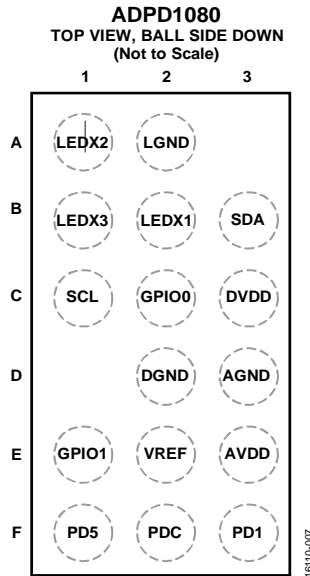 ADPD1080
TOP VIEW, BALL SIDE DOWN
(Not to Scale)
1 2 3
A LEDX2 LGND
B LEDX3 LEDX1 SDA
C SCL GPIO0 DVDD
D DGND AGND
E GPIO1 VREF AVDD
F PD5 PDC PD1
16110-007